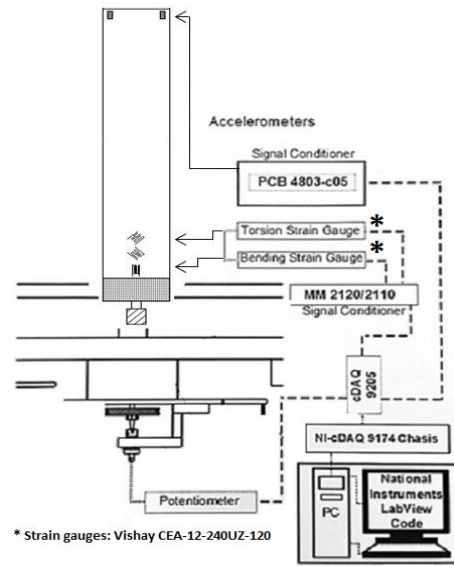 Accelerometers
Signal Conditioner
PCB 4803-c05
Torsion Strain Gauge
*
Bending Strain Gauge
*
MM 2120/2110
Signal Conditioner
cDAQ
9205
NI-cDAQ 9174 Chasis
Potentiometer
PC
National
Instruments
LabView
Code
* Strain gauges: Vishay CEA-12-240UZ-120